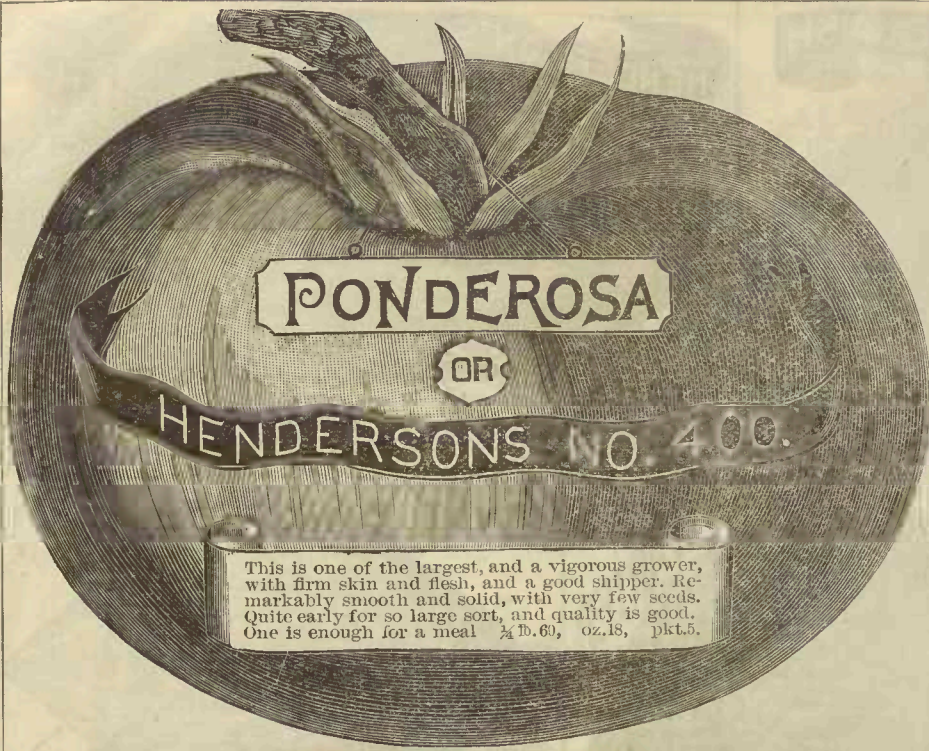 PONDEROSA
OR
HENDERSONS NO. 400.
This is one of the largest, and a vigorous grower,
with firm skin and flesh, and a good shipper. Re-
markably smooth and solid, with very few seeds.
Quite early for so large sort, and quality is good.
One is enough for a meal ¼ lb. 60, oz. 18, pkt. 5.